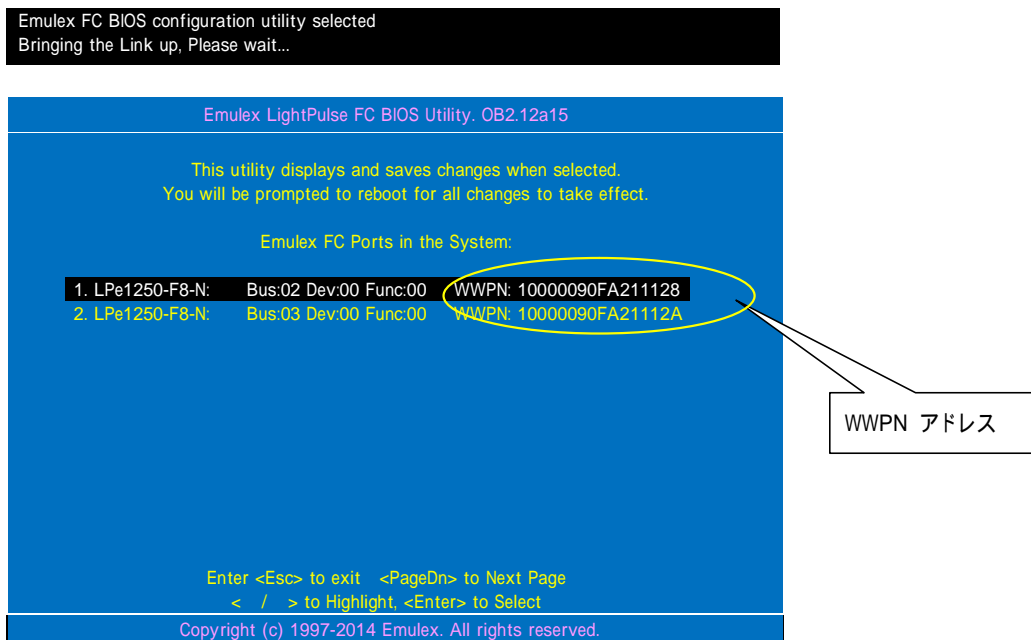 Emulex FC BIOS configuration utility selected
Bringing the Link up, Please wait...
Emulex LightPulse FC BIOS Utility. OB2.12a15
This utility displays and saves changes when selected.
You will be prompted to reboot for all changes to take effect.
Emulex FC Ports in the System:
1. LPe1250-F8-N: Bus:02 Dev:00 Func:00 WWPN: 10000090FA211128
2. LPe1250-F8-N: Bus:03 Dev:00 Func:00 WWPN: 10000090FA21112A
WWPN アドレス
Enter <Esc> to exit <PageDn> to Next Page
< / > to Highlight, <Enter> to Select
Copyright (c) 1997-2014 Emulex. All rights reserved.